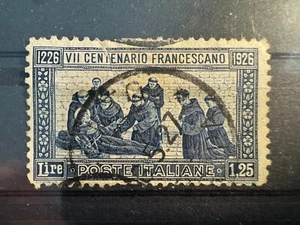 1226 VII CENTENARIO FRANCESCANO 1926
Lire POSTE ITALIANE 1,25